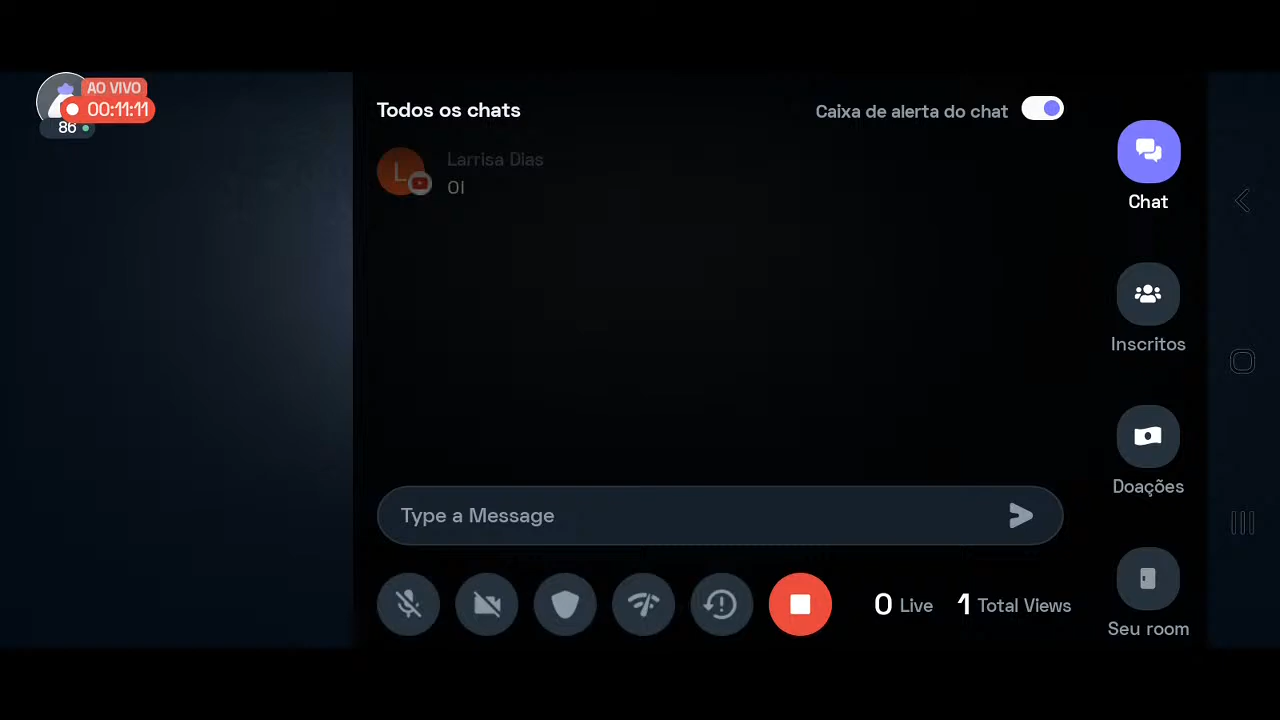 AO VIVO
00:11:11
86
Todos os chats
Caixa de alerta do chat
L
Larrisa Dias
OI
Chat
Inscritos
Doações
Type a Message
0 Live 1 Total Views
Seu room